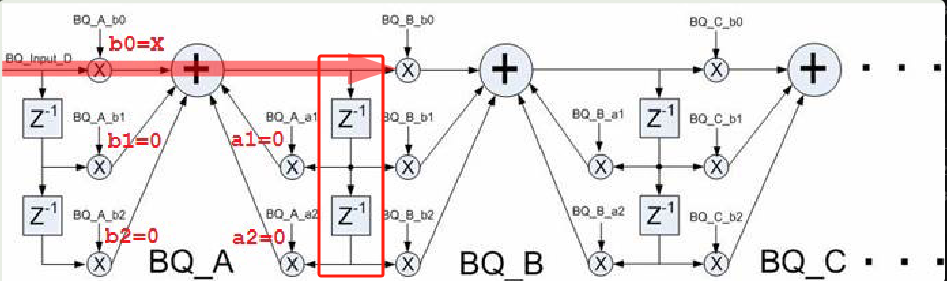 BQ_A_b0 BQ_B_b0 BQ_C_b0
b0=X
BQ_Input_D X + X + X +
Z⁻¹ BQ_A_b1 BQ_A_a1 Z⁻¹ BQ_B_b1 BQ_B_a1 Z⁻¹ BQ_C_b1
b1=0 a1=0
X X X X X
Z⁻¹ BQ_A_b2 BQ_A_a2 Z⁻¹ BQ_B_b2 BQ_B_a2 Z⁻¹ BQ_C_b2
b2=0 a2=0
X BQ_A X X BQ_B X X BQ_C